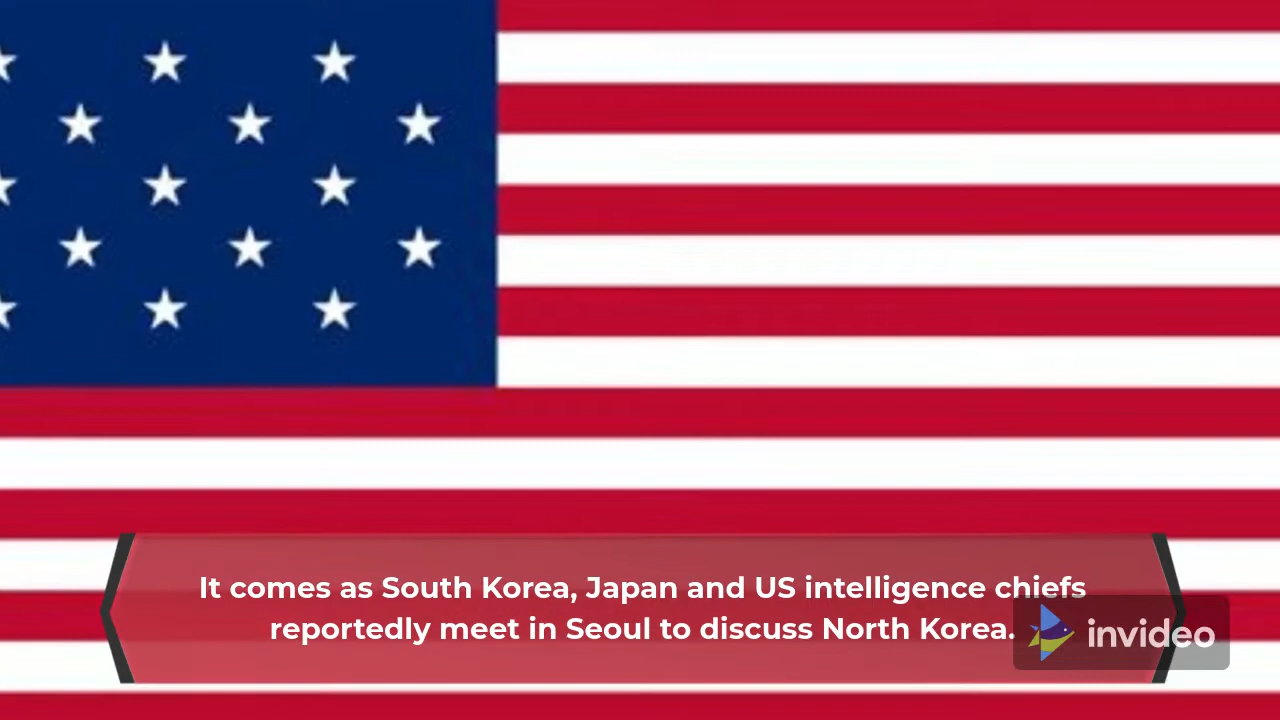 It comes as South Korea, Japan and US intelligence chiefs
reportedly meet in Seoul to discuss North Korea.
invideo